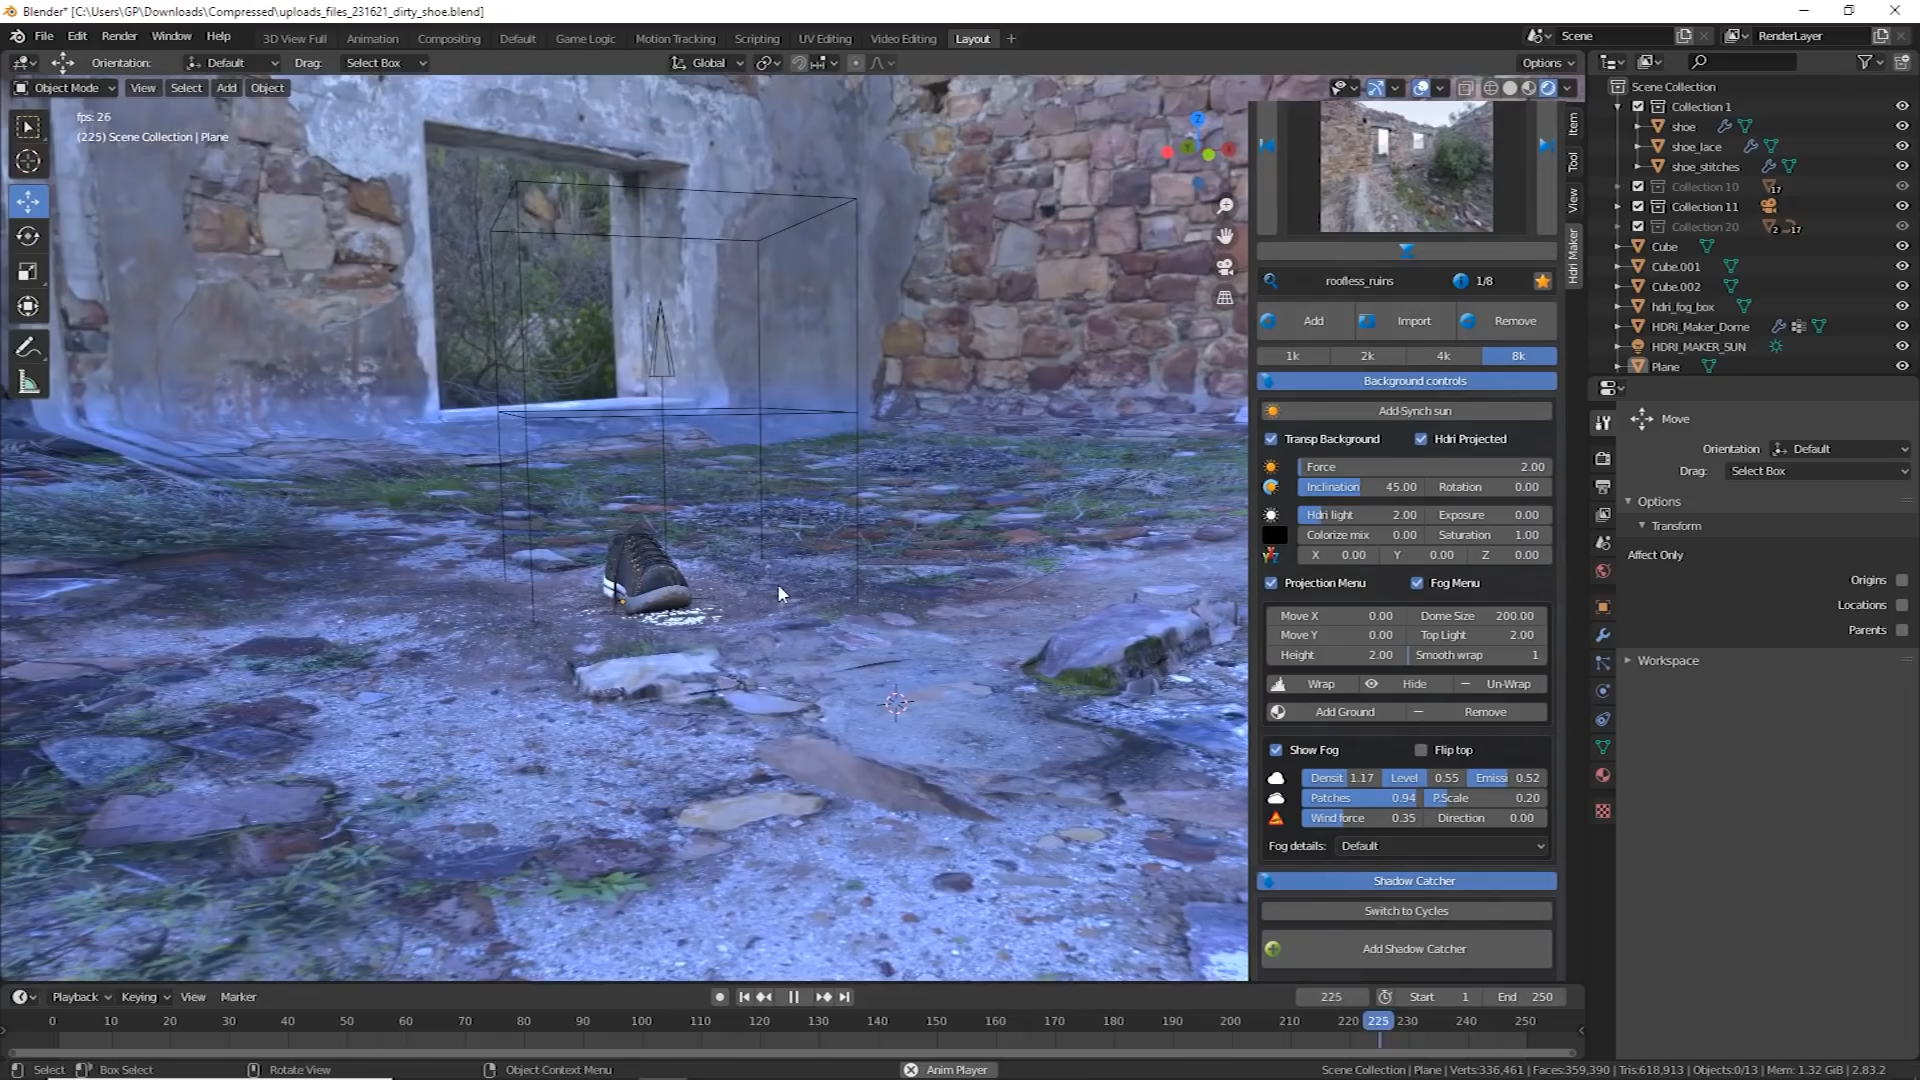 Blender* [C:\Users\GP\Downloads\Compressed\uploads_files_231621_dirty_shoe.blend]
File Edit Render Window Help 3D View Full Animation Compositing Default Game Logic Motion Tracking Scripting UV Editing Video Editing Layout Scene RenderLayer
Orientation: Default Drag: Select Box Global Options
Object Mode View Select Add Object
fps: 26
(225) Scene Collection | Plane
Z
Item
Tool
View
Hdri Maker
roofless_ruins 1/8
Add Import Remove
1k 2k 4k 8k
Background controls
Add-Synch sun
Transp Background Hdri Projected
Force 2.00
Inclination 45.00 Rotation 0.00
Hdri light 2.00 Exposure 0.00
Colorize mix 0.00 Saturation 1.00
X 0.00 Y 0.00 Z 0.00
Projection Menu Fog Menu
Move X 0.00 Dome Size 200.00
Move Y 0.00 Top Light 2.00
Height 2.00 Smooth wrap 1
Wrap Hide Un-Wrap
Add Ground Remove
Show Fog Flip top
Densit 1.17 Level 0.55 Emissi 0.52
Patches 0.94 P.Scale 0.20
Wind force 0.35 Direction 0.00
Fog details: Default
Shadow Catcher
Switch to Cycles
Add Shadow Catcher
Scene Collection
Collection 1
shoe
shoe_lace
shoe_stitches
Collection 10 17
Collection 11
Collection 20 2 17
Cube
Cube.001
Cube.002
hdri_fog_box
HDRi_Maker_Dome
HDRI_MAKER_SUN
Plane
Move
Orientation Default
Drag: Select Box
Options
Transform
Affect Only
Origins
Locations
Parents
Workspace
Playback Keying View Marker 225 Start 1 End 250
0 10 20 30 40 50 60 70 80 90 100 110 120 130 140 150 160 170 180 190 200 210 220 225 230 240 250
Select Box Select Rotate View Object Context Menu Anim Player Scene Collection | Plane | Verts:336,461 | Faces:359,390 | Tris:618,913 | Objects:0/13 | Mem: 1.32 GiB | 2.83.2